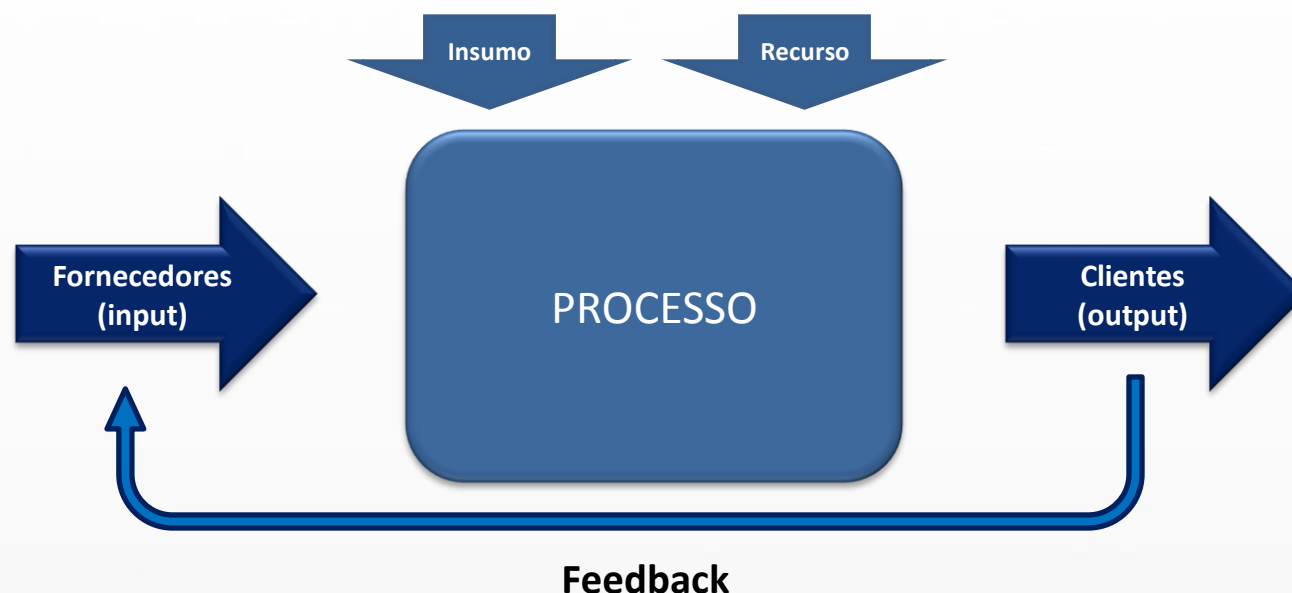 Insumo
Recurso
Fornecedores
(input)
PROCESSO
Clientes
(output)
Feedback